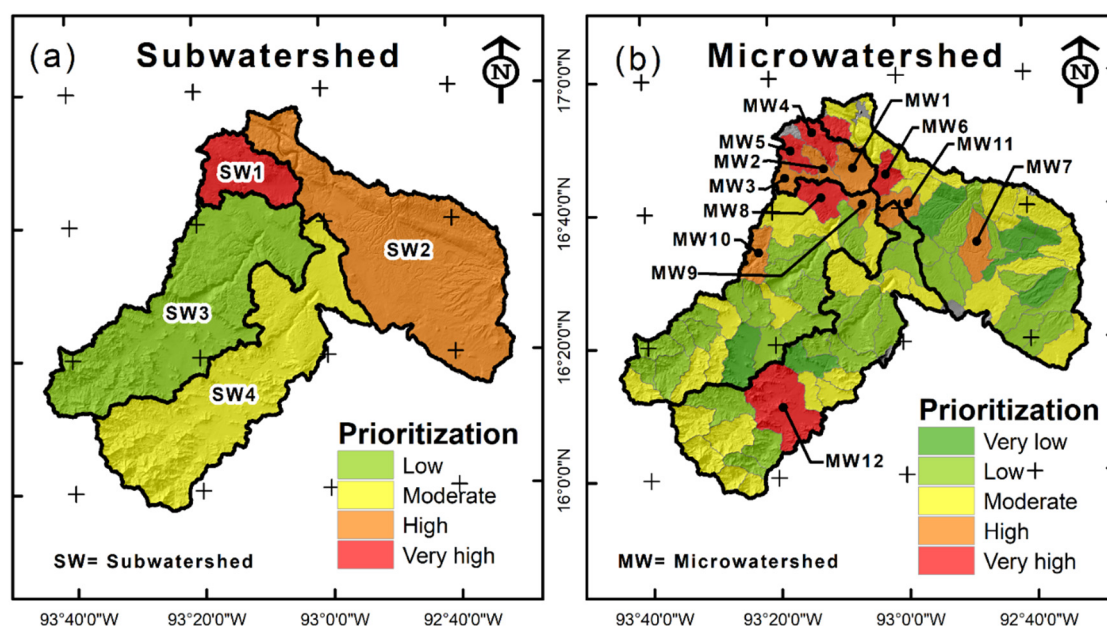 (a) Subwatershed N
SW1
SW2
SW3
SW4
Prioritization
Low
Moderate
High
Very high
SW= Subwatershed
93°40'0"W 93°20'0"W 93°0'0"W 92°40'0"W
17°0'0"N
16°40'0"N
16°20'0"N
16°0'0"N
(b) Microwatershed N
MW4 MW1
MW5 MW6
MW2 MW11
MW3 MW7
MW8
MW10
MW9
MW12
Prioritization
Very low
Low
Moderate
High
Very high
MW= Microwatershed
93°40'0"W 93°20'0"W 93°0'0"W 92°40'0"W